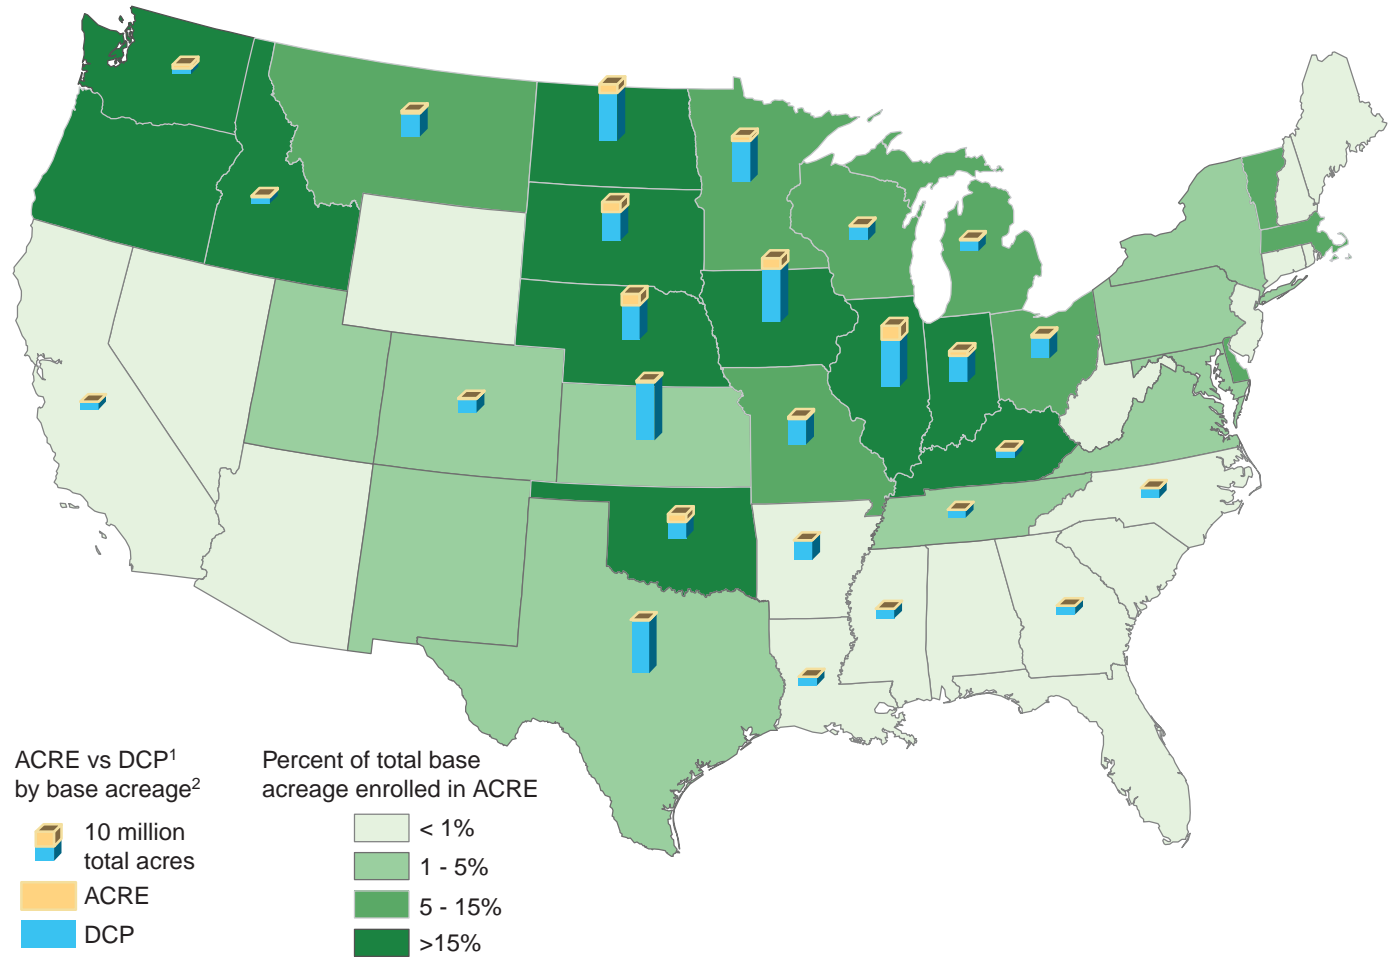 ACRE vs DCP¹
by base acreage²
10 million
total acres
ACRE
DCP
Percent of total base
acreage enrolled in ACRE
< 1%
1 - 5%
5 - 15%
>15%